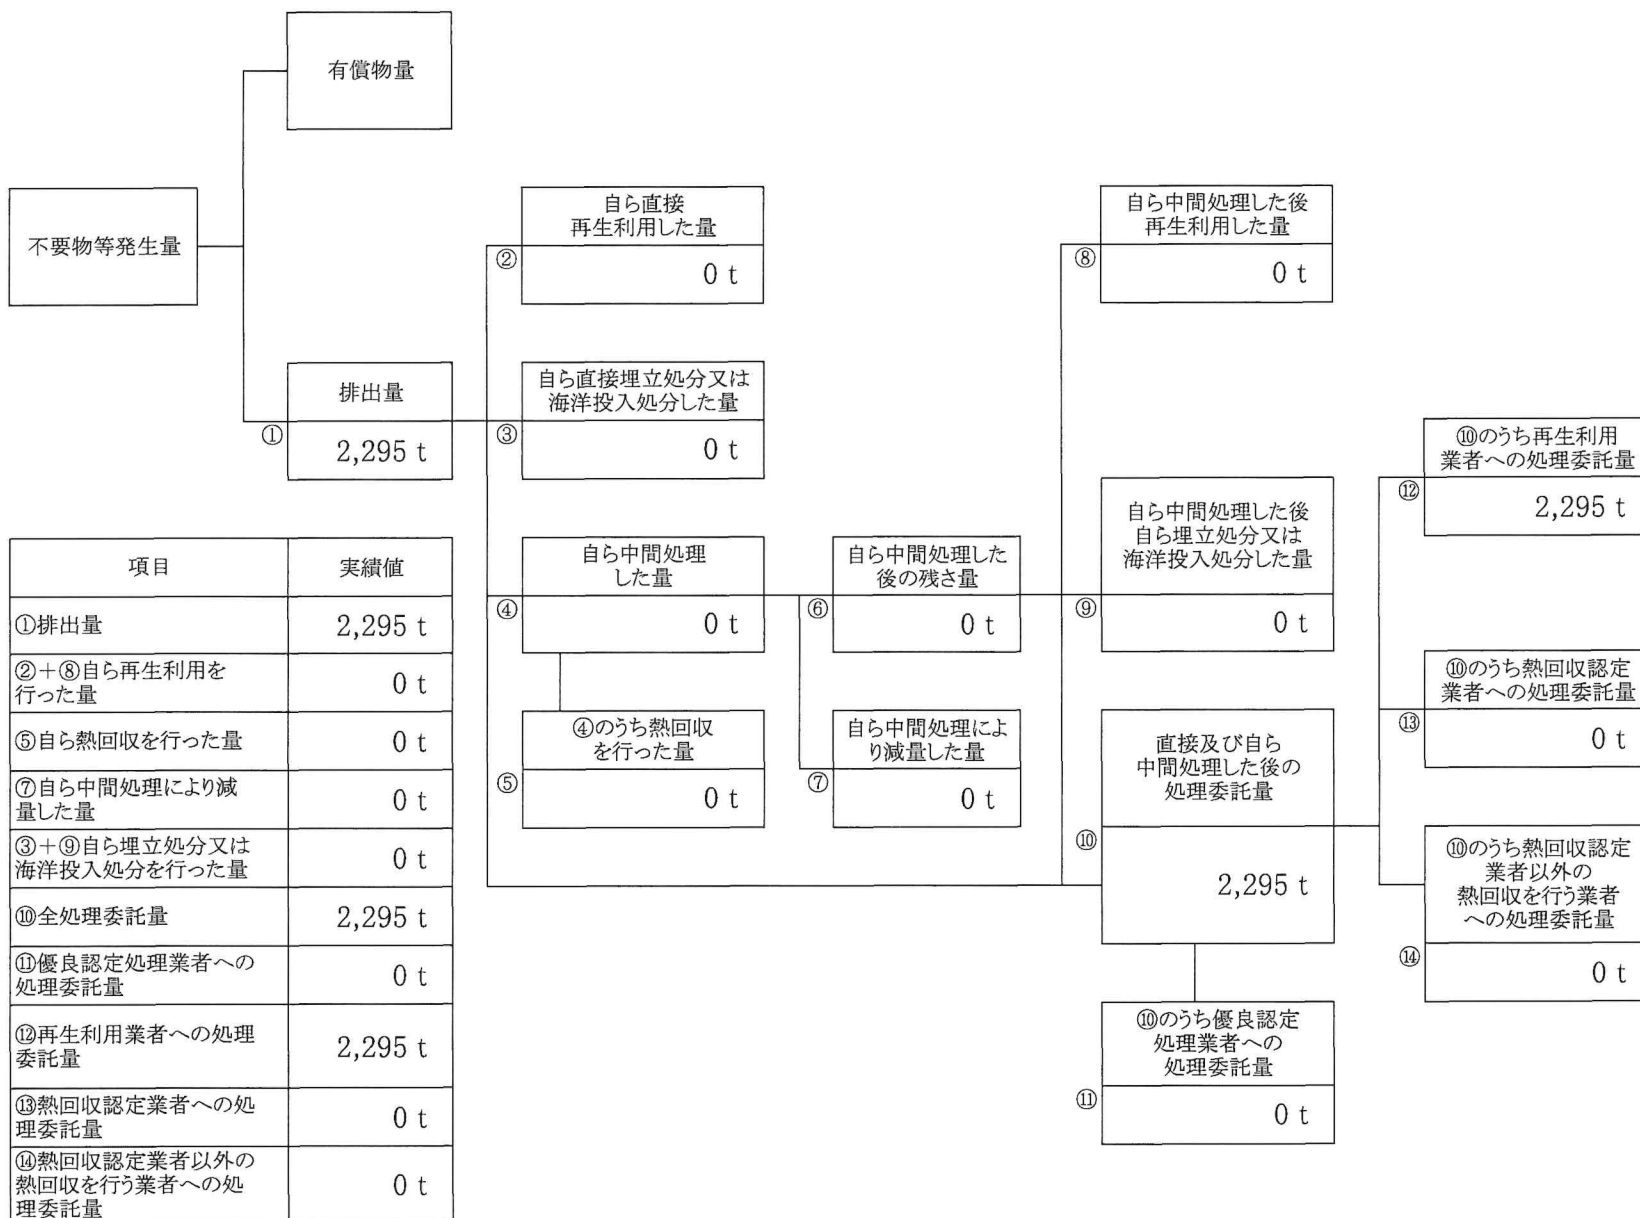 有償物量
不要物等発生量
排出量
①
2,295 t
自ら直接
再生利用した量
②
0 t
自ら直接埋立処分又は
海洋投入処分した量
③
0 t
自ら中間処理
した量
④
0 t
④のうち熱回収
を行った量
⑤
0 t
自ら中間処理した
後の残さ量
⑥
0 t
自ら中間処理によ
り減量した量
⑦
0 t
自ら中間処理した後
再生利用した量
⑧
0 t
自ら中間処理した後
自ら埋立処分又は
海洋投入処分した量
⑨
0 t
直接及び自ら
中間処理した後の
処理委託量
⑩
2,295 t
⑩のうち優良認定
処理業者への
処理委託量
⑪
0 t
⑩のうち再生利用
業者への処理委託量
⑫
2,295 t
⑩のうち熱回収認定
業者への処理委託量
⑬
0 t
⑩のうち熱回収認定
業者以外の
熱回収を行う業者
への処理委託量
⑭
0 t
項目 実績値
①排出量 2,295 t
②+⑧自ら再生利用を
行った量 0 t
⑤自ら熱回収を行った量 0 t
⑦自ら中間処理により減
量した量 0 t
③+⑨自ら埋立処分又は
海洋投入処分を行った量 0 t
⑩全処理委託量 2,295 t
⑪優良認定処理業者への
処理委託量 0 t
⑫再生利用業者への処理
委託量 2,295 t
⑬熱回収認定業者への処
理委託量 0 t
⑭熱回収認定業者以外の
熱回収を行う業者への処
理委託量 0 t